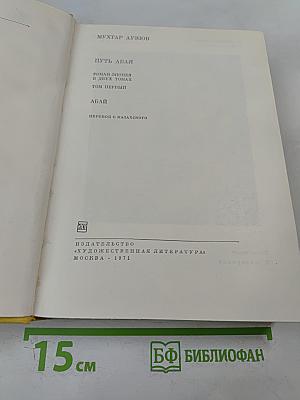 МУХТАР АУЭЗОВ
ПУТЬ АБАЯ
РОМАН-ЭПОПЕЯ
В ДВУХ ТОМАХ
ТОМ ПЕРВЫЙ
АБАЙ
ПЕРЕВОД С КАЗАХСКОГО
ИЗДАТЕЛЬСТВО
«ХУДОЖЕСТВЕННАЯ ЛИТЕРАТУРА»
МОСКВА · 1971
15 СМ
БФ БИБЛИОФАН